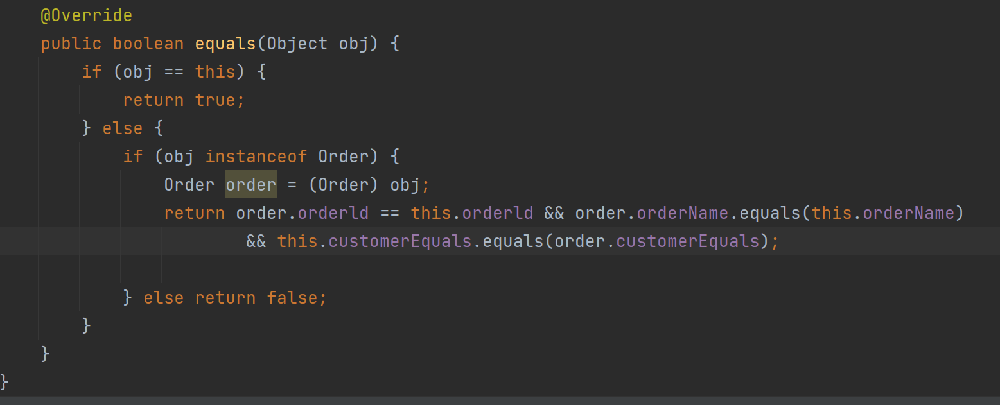 @Override
public boolean equals(Object obj) {
if (obj == this) {
return true;
} else {
if (obj instanceof Order) {
Order order = (Order) obj;
return order.orderld == this.orderld && order.orderName.equals(this.orderName)
&& this.customerEquals.equals(order.customerEquals);
} else return false;
}
}
}